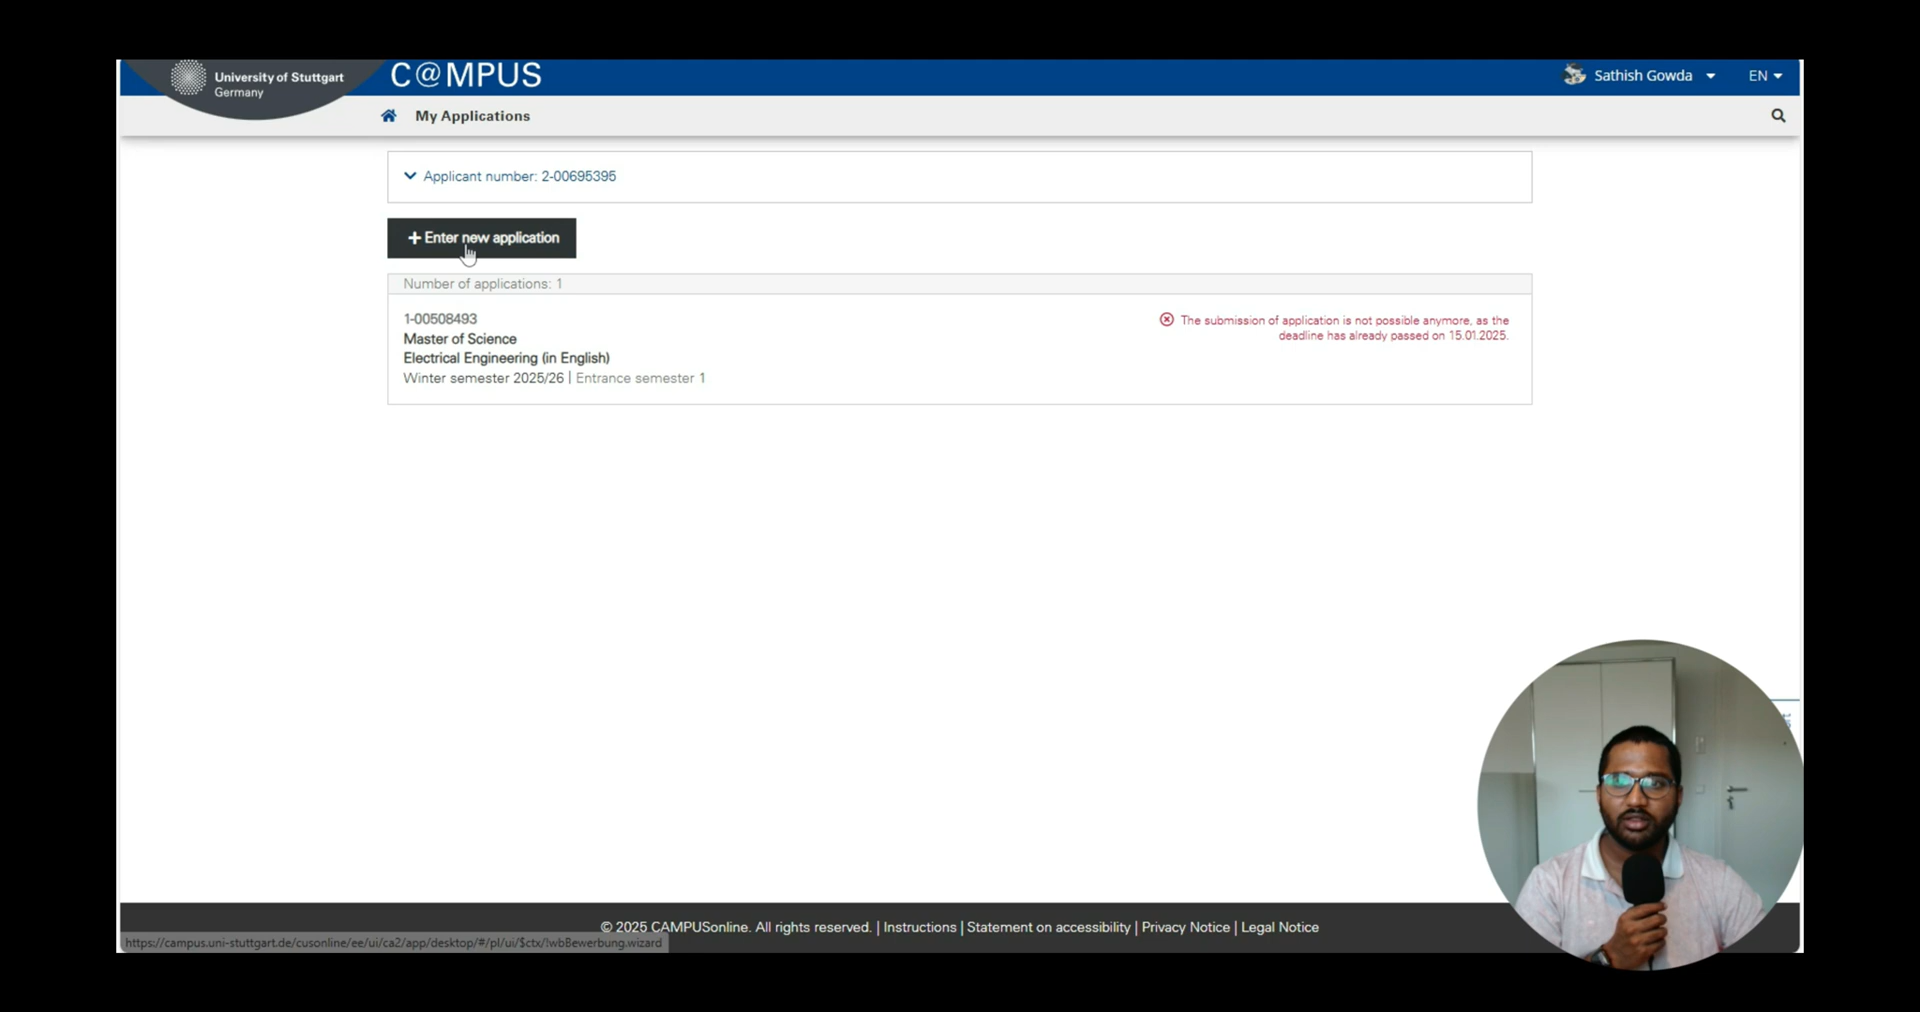 University of Stuttgart
Germany
C@MPUS
Sathish Gowda
EN
My Applications
Applicant number: 2-00695395
Enter new application
Number of applications: 1
1-00508493
Master of Science
Electrical Engineering (in English)
Winter semester 2025/26 | Entrance semester 1
The submission of application is not possible anymore, as the
deadline has already passed on 15.01.2025.
© 2025 CAMPUSonline. All rights reserved. | Instructions | Statement on accessibility | Privacy Notice | Legal Notice
https://campus.uni-stuttgart.de/cusonline/ee/ui/ca2/app/desktop/#/pl/ui/$ctx/!wbBewerbung.wizard